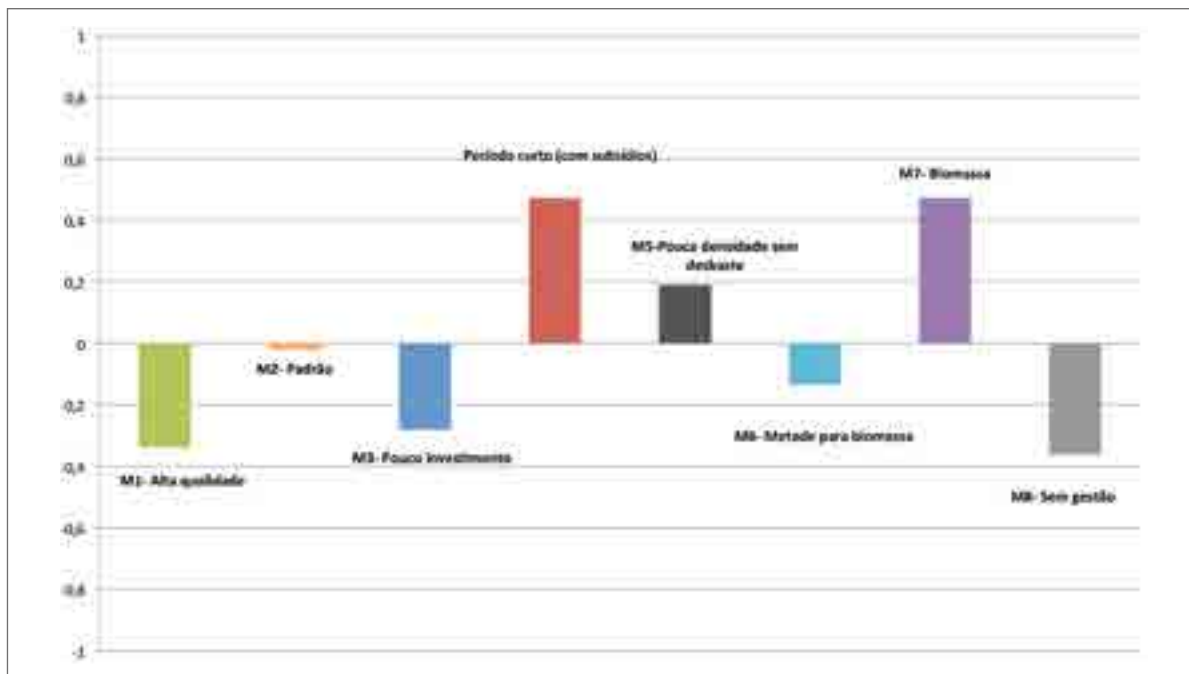 1
0,8
0,6
0,4
0,2
0
-0,2
-0,4
-0,6
-0,8
-1
Período curto (com subsídios)
M7- Biomassa
M5-Pouca densidade sem
desbaste
M2- Padrão
M6- Metade para biomassa
M3- Pouco investimento
M1- Alta qualidade
M8- Sem gestão